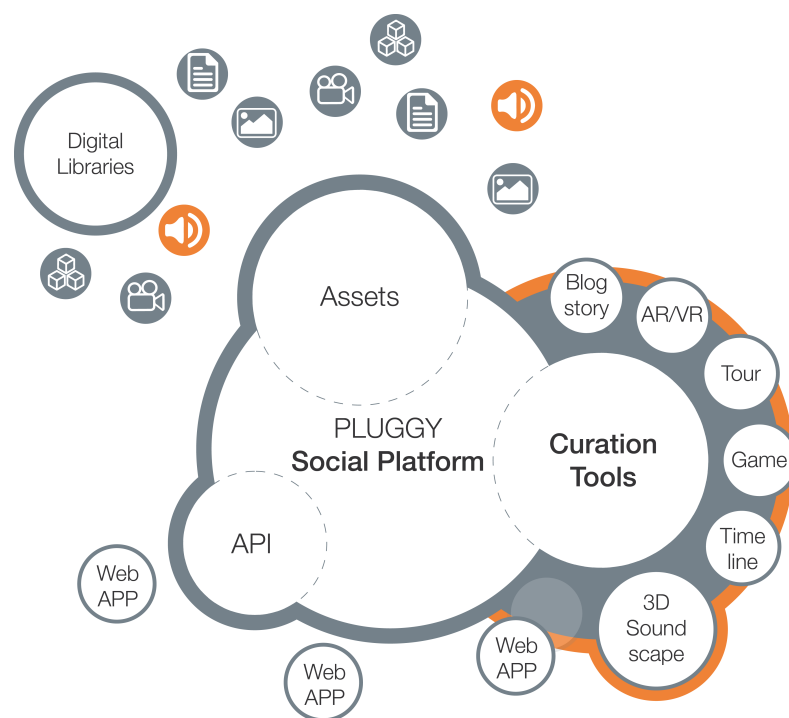 Digital
Libraries
Assets
Blog
story
AR/VR
Tour
PLUGGY
Social Platform
Curation
Tools
Game
API
Time
line
Web
APP
3D
Sound
scape
Web
APP
Web
APP